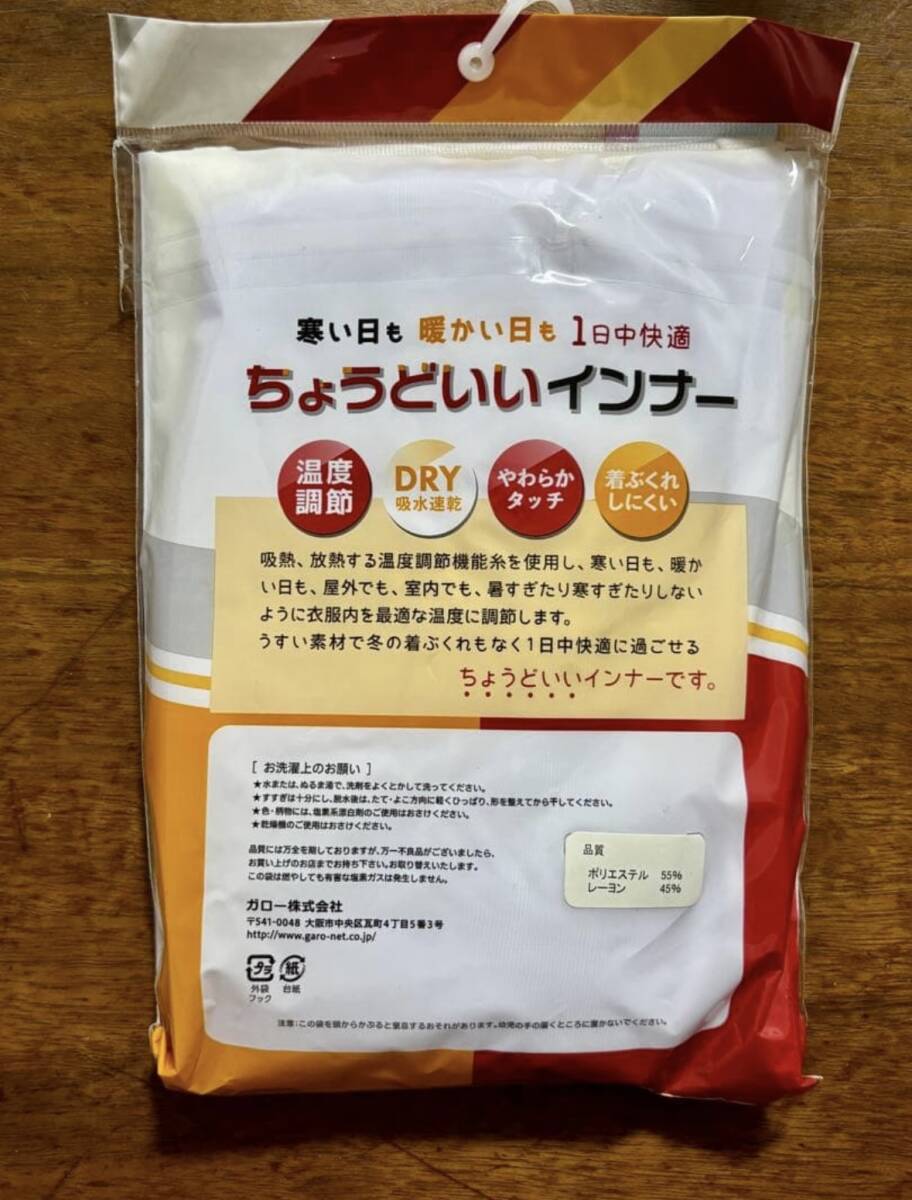 寒い日も 暖かい日も 1日中快適
ちょうどいいインナー
温度
調節
DRY
吸水速乾
やわらか
タッチ
着ぶくれ
しにくい
吸熱、放熱する温度調節機能糸を使用し、寒い日も、暖か
い日も、屋外でも、室内でも、暑すぎたり寒すぎたりしない
ように衣服内を最適な温度に調節します。
うすい素材で冬の着ぶくれもなく1日中快適に過ごせる
ちょうどいいインナーです。
[ お洗濯上のお願い ]
★水または、ぬるま湯で、洗剤をよくとかして洗ってください。
★すすぎは十分にし、脱水後は、たて・よこ方向に軽くひっぱり、形を整えてから干してください。
★色・柄物には、塩素系漂白剤のご使用はおさけください。
★乾燥機のご使用はおさけください。
品質には万全を期しておりますが、万一不良品がございましたら、
お買い上げのお店までお持ち下さい。お取り替えいたします。
この袋は燃やしても有害な塩素ガスは発生しません。
品質
ポリエステル 55%
レーヨン 45%
ガロー株式会社
〒541-0048 大阪市中央区瓦町4丁目5番3号
http://www.garo-net.co.jp/
プラ
紙
外袋
フック
台紙
注意：この袋を頭からかぶると窒息するおそれがあります。幼児の手の届くところに置かないでください。